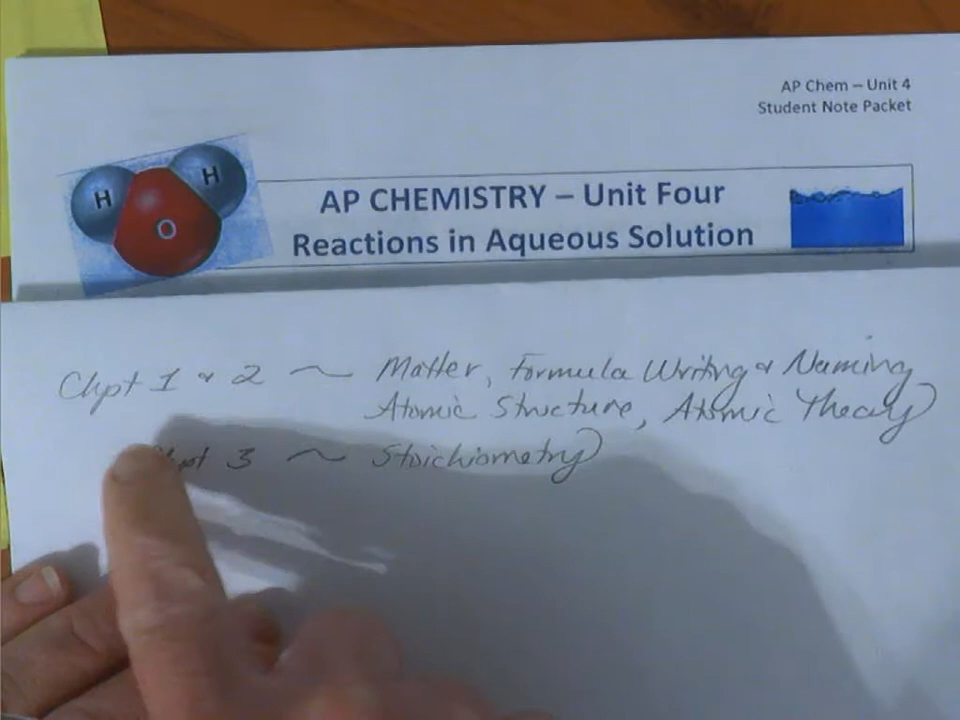 AP Chem – Unit 4
Student Note Packet
H H
O
AP CHEMISTRY – Unit Four
Reactions in Aqueous Solution
Chpt 1 & 2 ~ Matter, Formula Writing & Naming
Atomic Structure, Atomic Theory
Chpt 3 ~ Stoichiometry